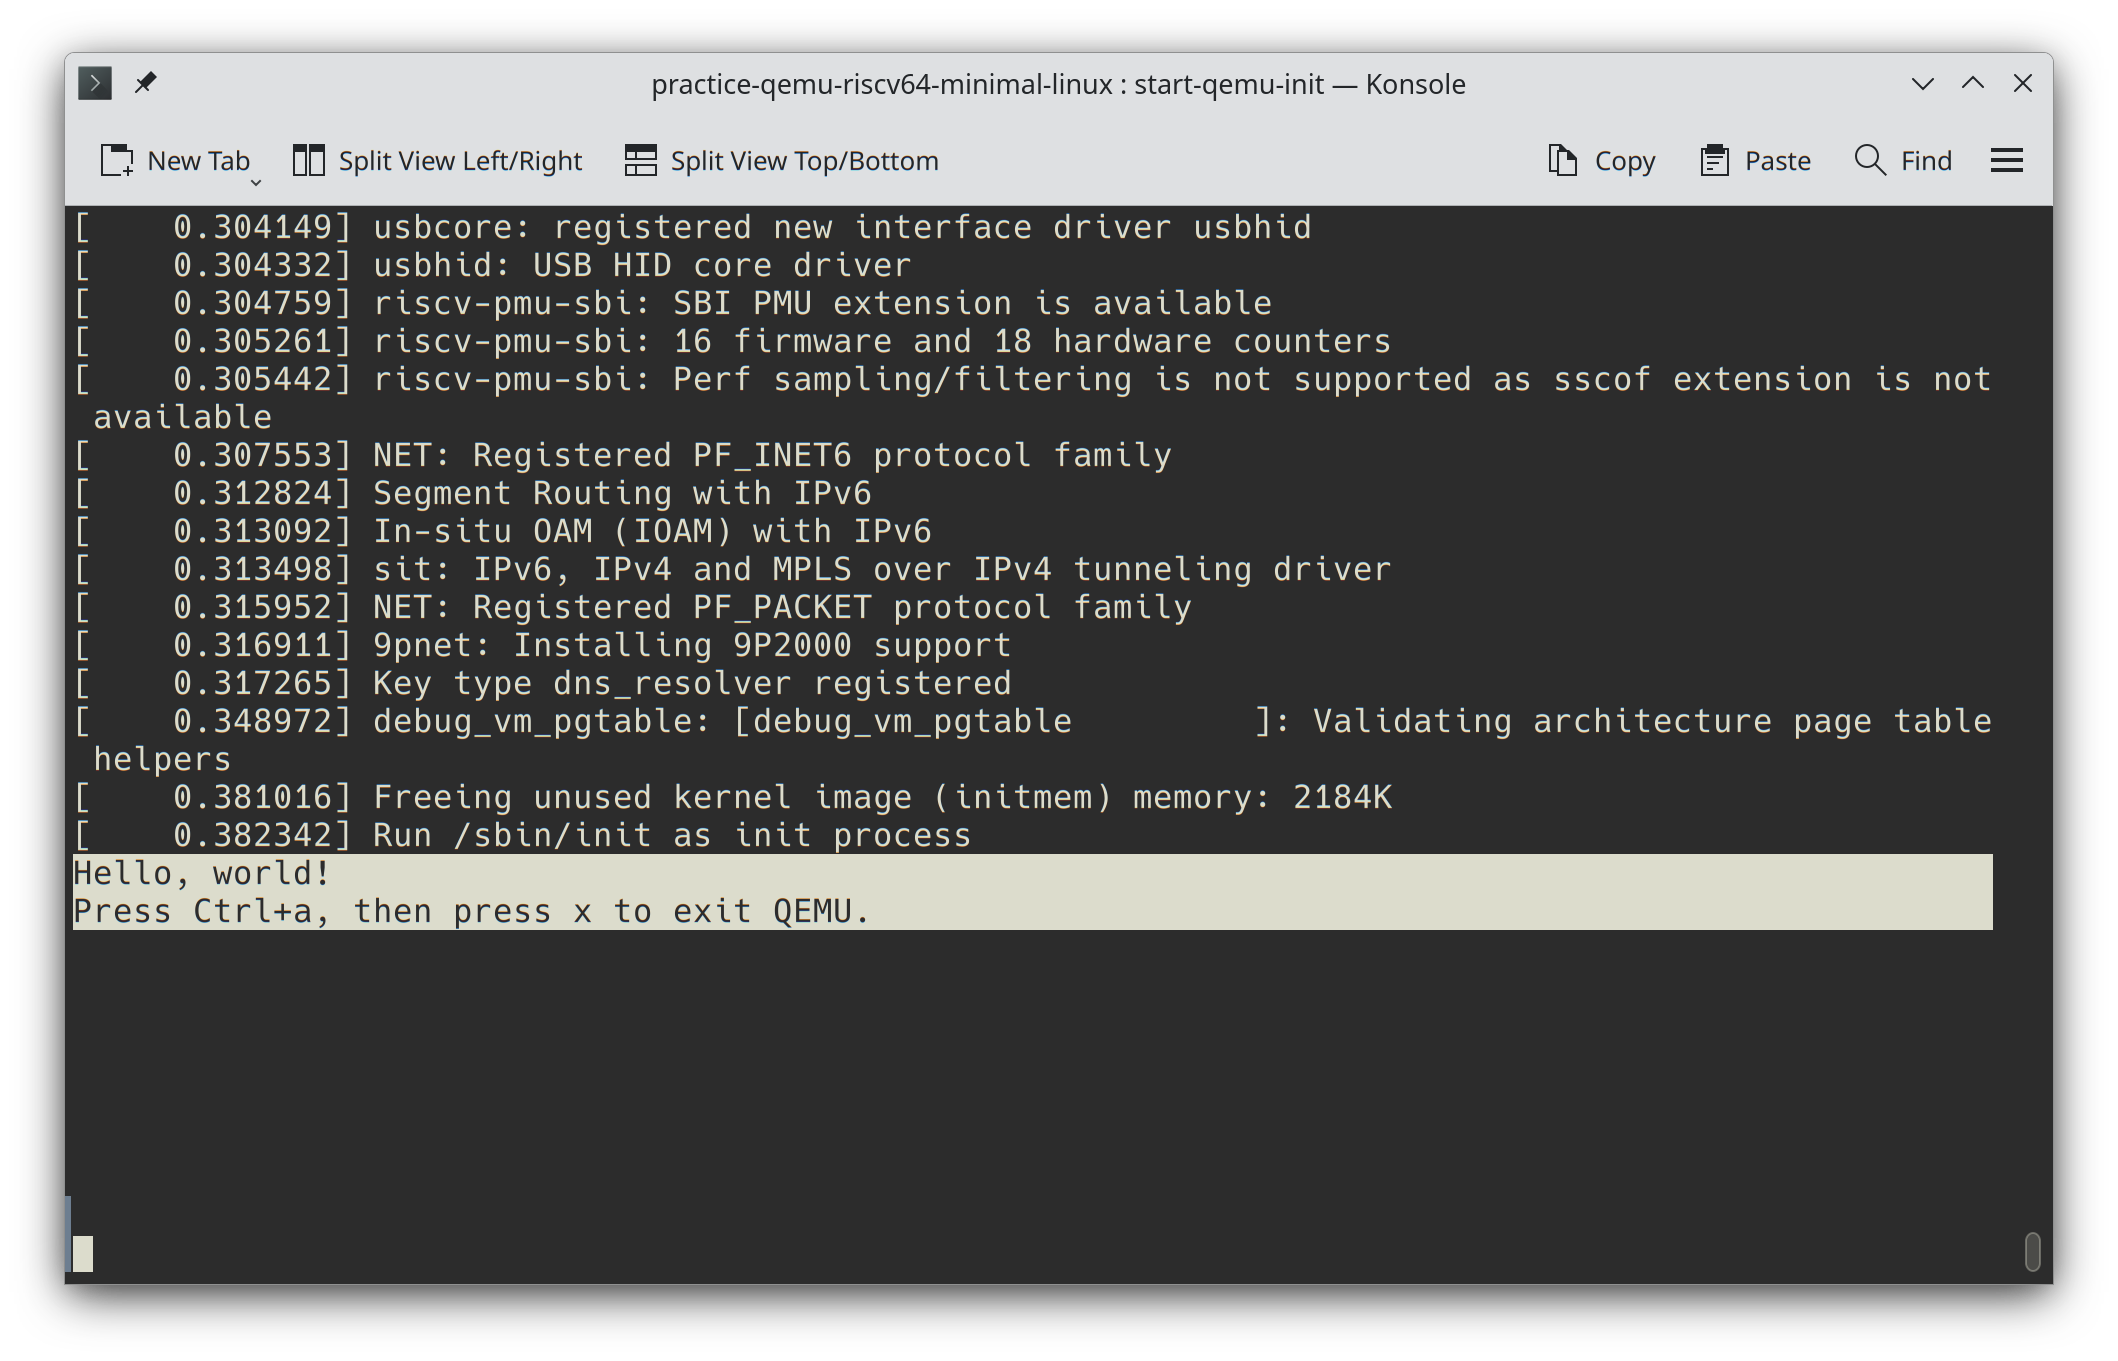 practice-qemu-riscv64-minimal-linux : start-qemu-init — Konsole
New Tab Split View Left/Right Split View Top/Bottom Copy Paste Find
[    0.304149] usbcore: registered new interface driver usbhid
[    0.304332] usbhid: USB HID core driver
[    0.304759] riscv-pmu-sbi: SBI PMU extension is available
[    0.305261] riscv-pmu-sbi: 16 firmware and 18 hardware counters
[    0.305442] riscv-pmu-sbi: Perf sampling/filtering is not supported as sscof extension is not
 available
[    0.307553] NET: Registered PF_INET6 protocol family
[    0.312824] Segment Routing with IPv6
[    0.313092] In-situ OAM (IOAM) with IPv6
[    0.313498] sit: IPv6, IPv4 and MPLS over IPv4 tunneling driver
[    0.315952] NET: Registered PF_PACKET protocol family
[    0.316911] 9pnet: Installing 9P2000 support
[    0.317265] Key type dns_resolver registered
[    0.348972] debug_vm_pgtable: [debug_vm_pgtable         ]: Validating architecture page table
 helpers
[    0.381016] Freeing unused kernel image (initmem) memory: 2184K
[    0.382342] Run /sbin/init as init process
Hello, world!
Press Ctrl+a, then press x to exit QEMU.